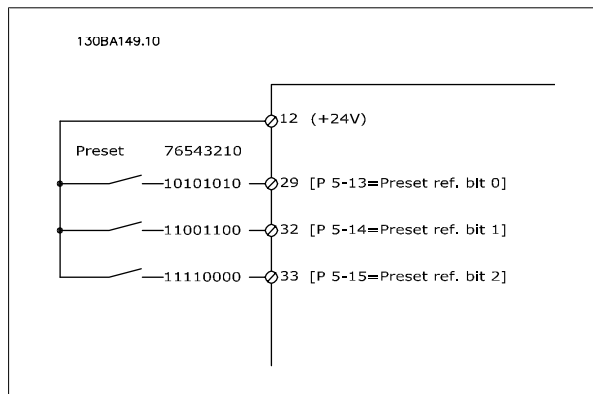 130BA149.10
12 (+24V)
Preset 76543210
10101010 29 [P 5-13=Preset ref. bit 0]
11001100 32 [P 5-14=Preset ref. bit 1]
11110000 33 [P 5-15=Preset ref. bit 2]